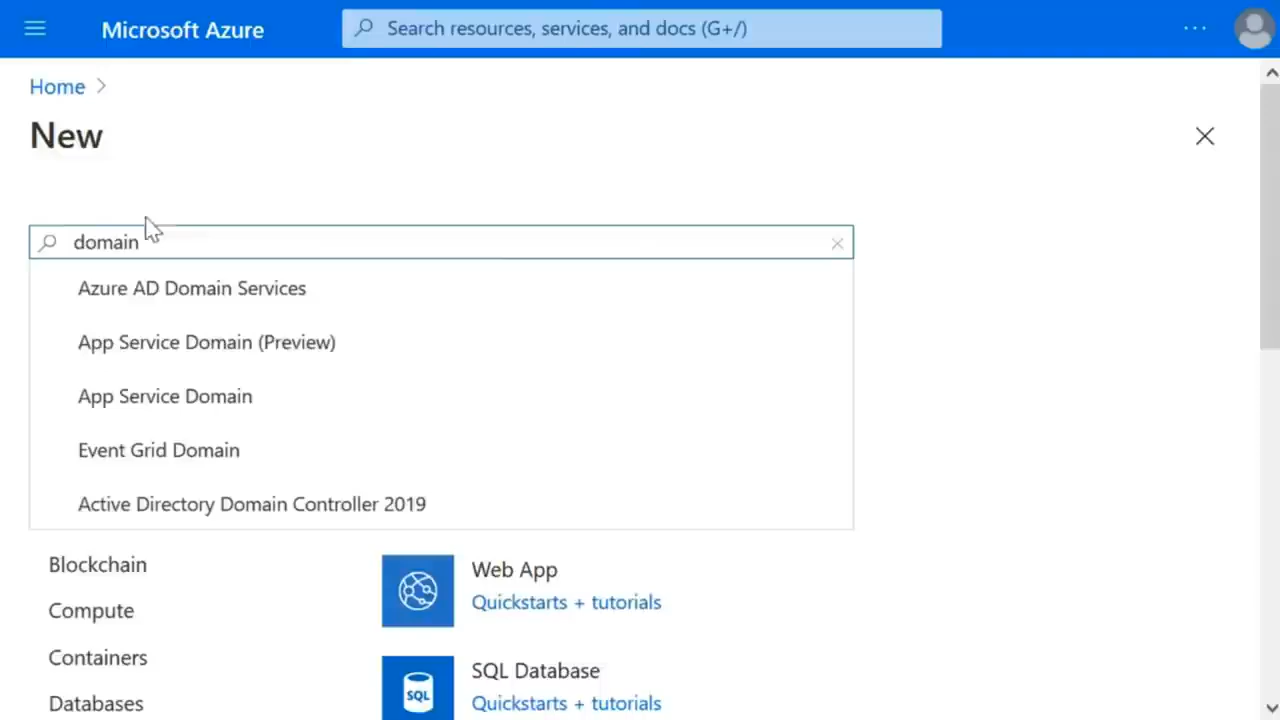 Microsoft Azure
Search resources, services, and docs (G+/)
...
Home
New
domain
Azure AD Domain Services
App Service Domain (Preview)
App Service Domain
Event Grid Domain
Active Directory Domain Controller 2019
Blockchain
Web App
Quickstarts + tutorials
Compute
Containers
SQL Database
SQL
Databases
Quickstarts + tutorials